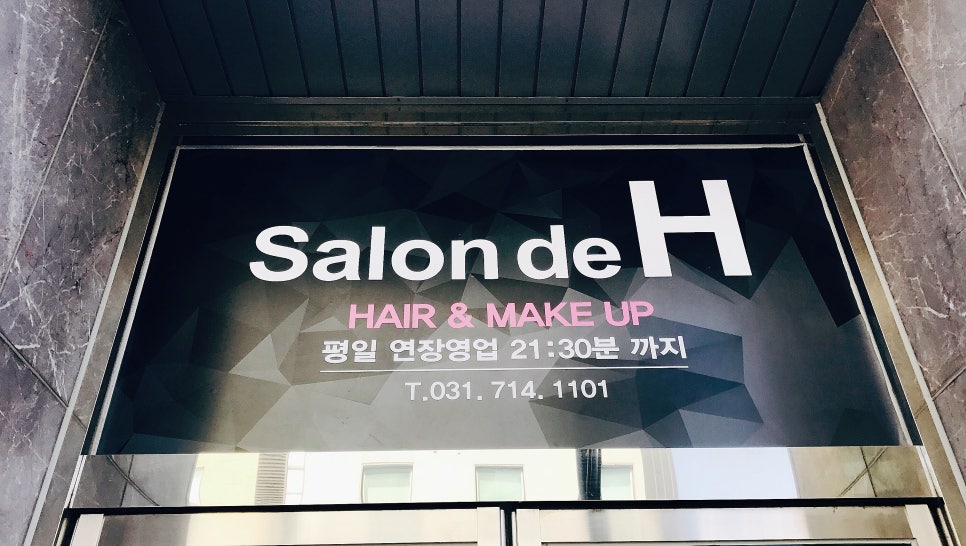 Salon de H
HAIR & MAKE UP
평일 연장영업 21:30분 까지
T.031. 714. 1101